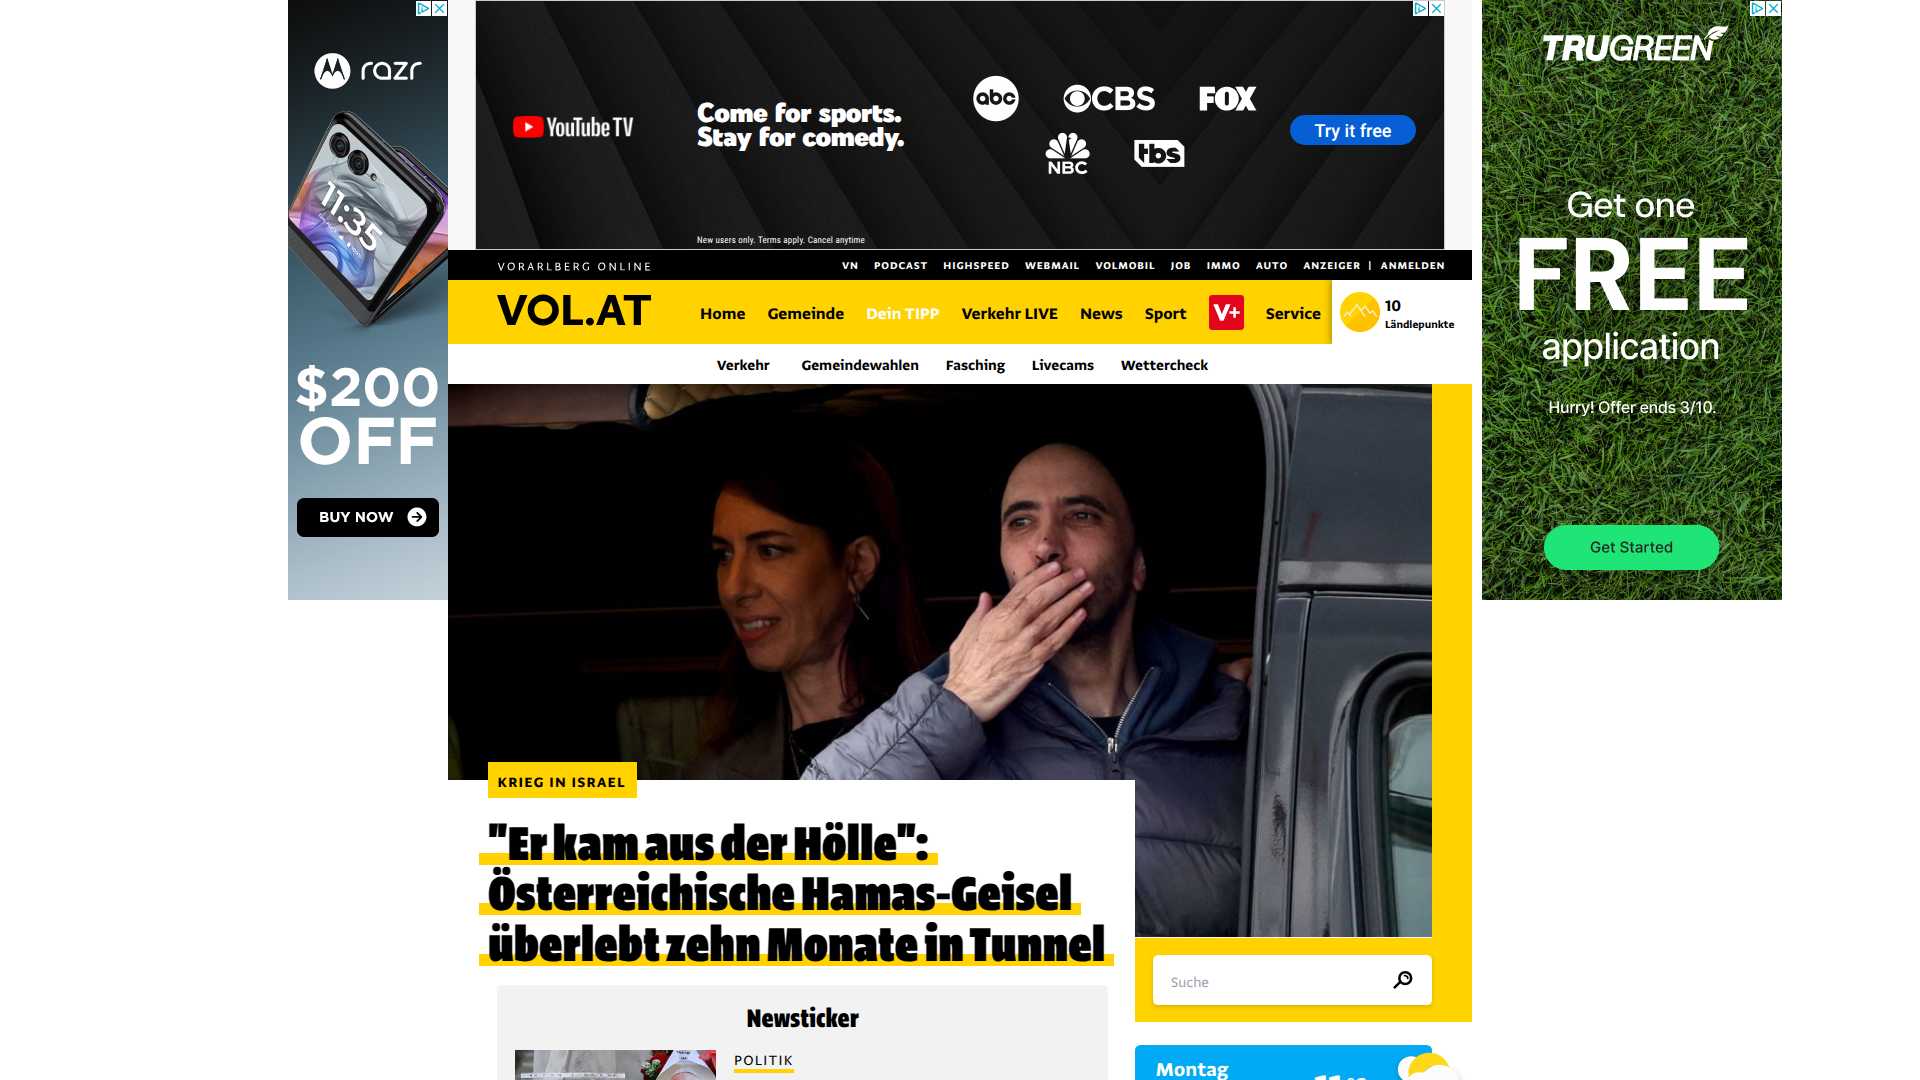 razr
11:35
$200
OFF
BUY NOW
YouTube TV
Come for sports.
Stay for comedy.
abc
CBS
FOX
NBC
tbs
Try it free
New users only. Terms apply. Cancel anytime
TRUGREEN
Get one
FREE
application
Hurry! Offer ends 3/10.
Get Started
VORARLBERG ONLINE
VN PODCAST HIGHSPEED WEBMAIL VOLMOBIL JOB IMMO AUTO ANZEIGER | ANMELDEN
VOL.AT
Home Gemeinde Dein TIPP Verkehr LIVE News Sport V+ Service
10
Ländlepunkte
Verkehr Gemeindewahlen Fasching Livecams Wettercheck
KRIEG IN ISRAEL
"Er kam aus der Hölle":
Österreichische Hamas-Geisel
überlebt zehn Monate in Tunnel
Suche
Newsticker
POLITIK
Montag